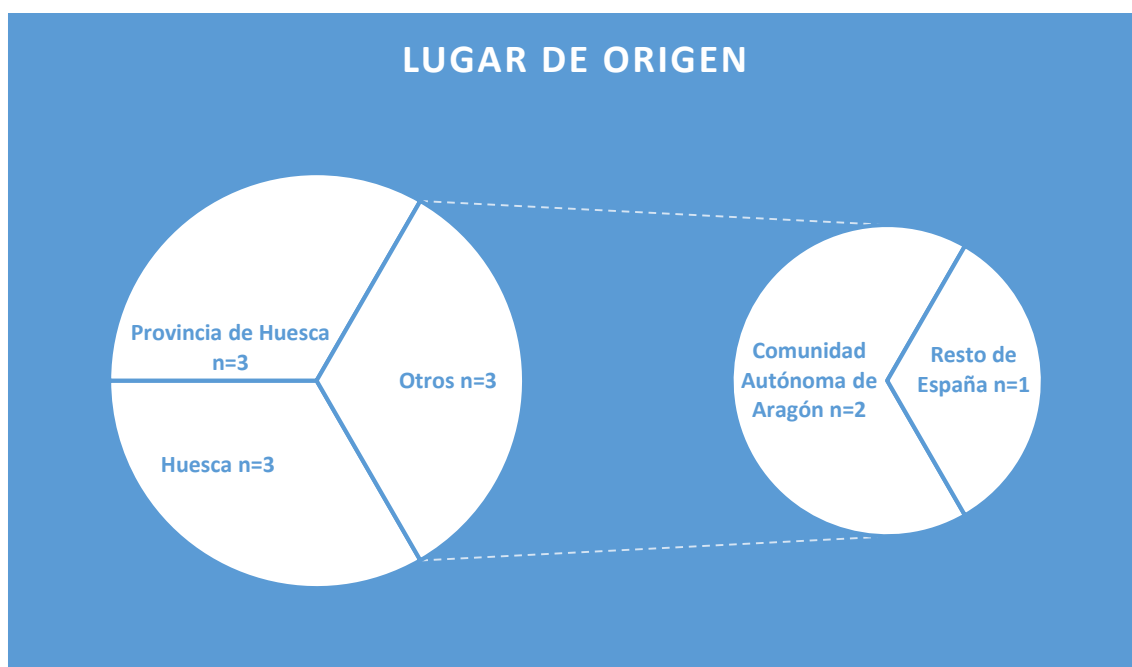 LUGAR DE ORIGEN
Provincia de Huesca
n=3
Otros n=3
Huesca n=3
Comunidad
Autónoma de
Aragón n=2
Resto de
España n=1